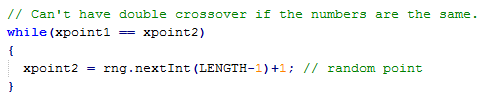 // Can't have double crossover if the numbers are the same.
while(xpoint1 == xpoint2)
{
  xpoint2 = rng.nextInt(LENGTH-1)+1; // random point
}